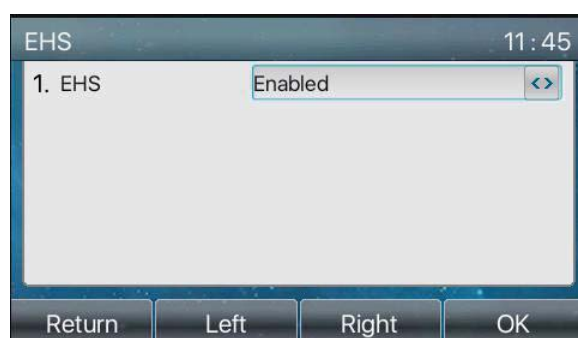 EHS 11:45
1. EHS Enabled <>
Return Left Right OK